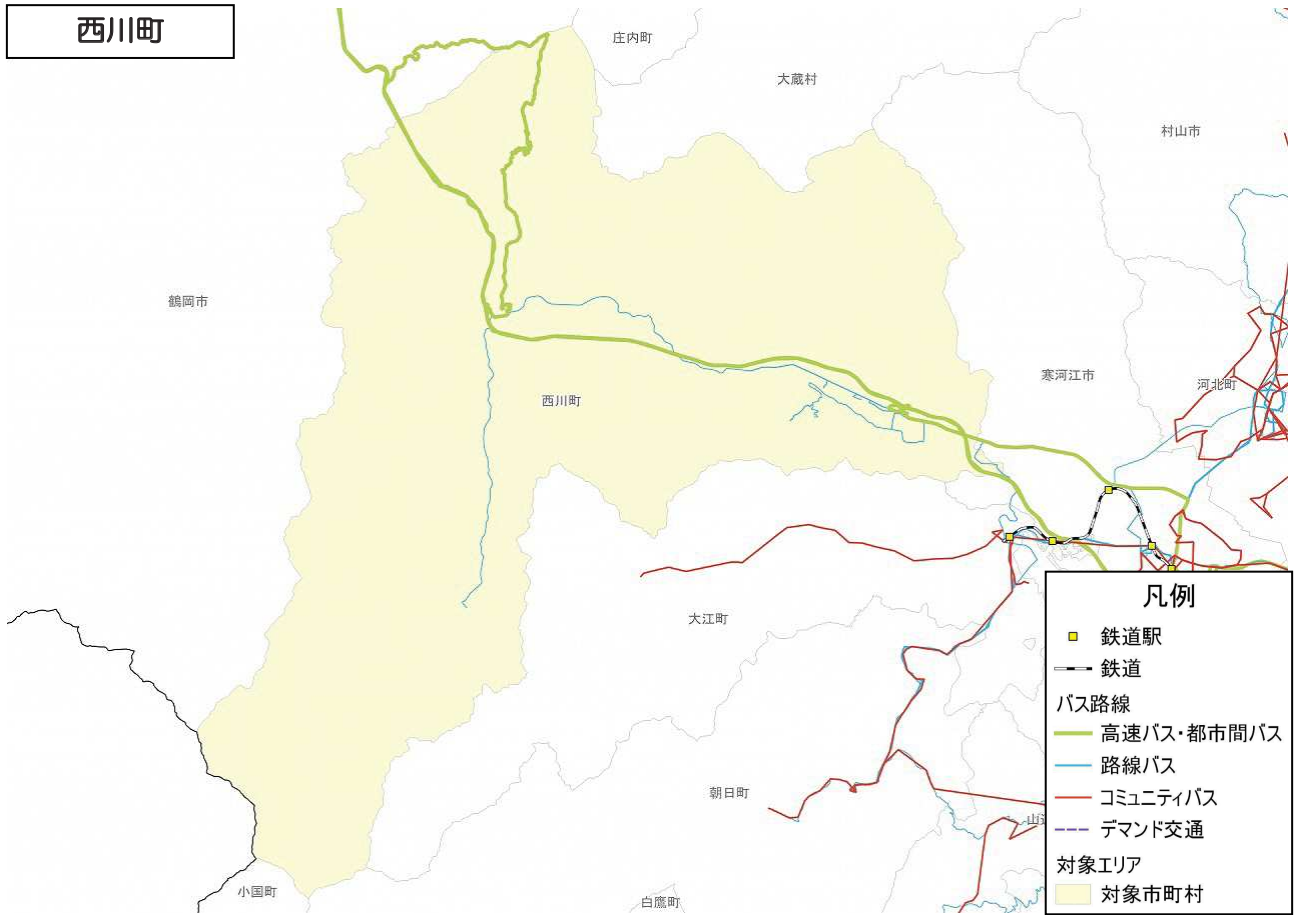 西川町
庄内町
大蔵村
村山市
鶴岡市
寒河江市
河北町
西川町
大江町
朝日町
山辺
小国町
白鷹町
凡例
鉄道駅
鉄道
バス路線
高速バス・都市間バス
路線バス
コミュニティバス
デマンド交通
対象エリア
対象市町村